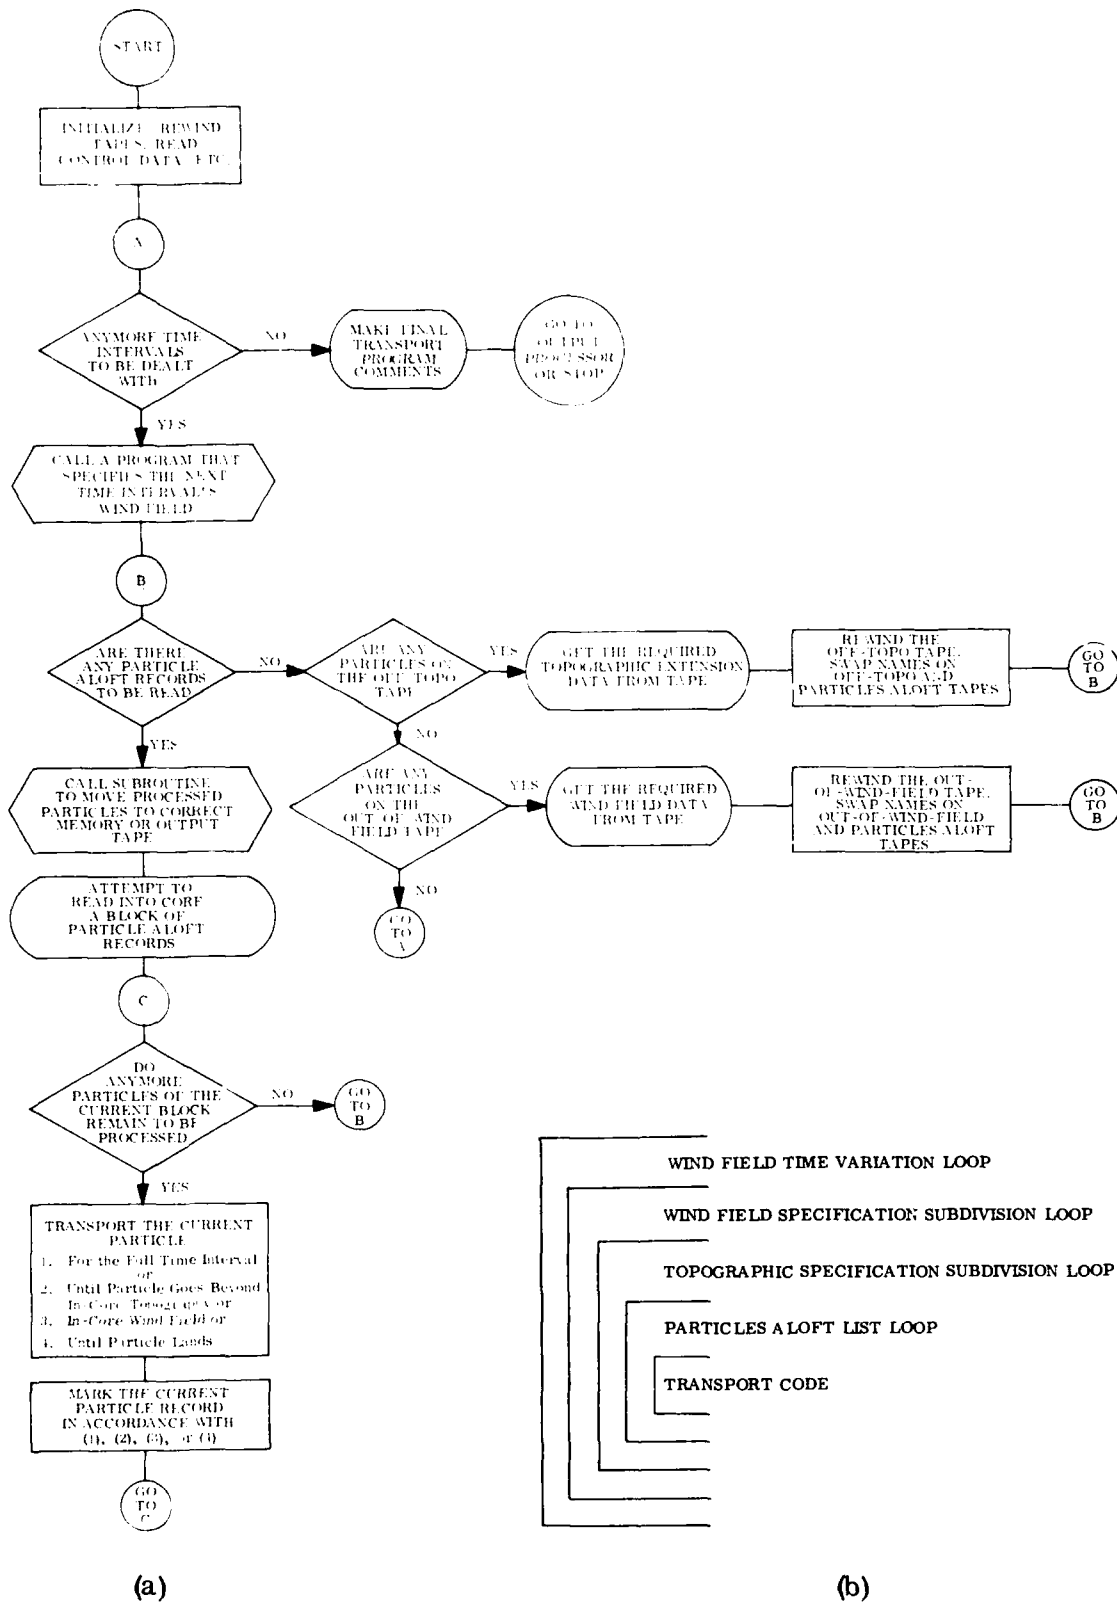 START
INITIALIZE, REWIND
TAPES, READ
CONTROL DATA, ETC.
A
ANYMORE TIME
INTERVALS
TO BE DEALT
WITH
NO
MAKE FINAL
TRANSPORT
PROGRAM
COMMENTS
GO TO
OUTPUT
PROCESSOR
OR STOP
YES
CALL A PROGRAM THAT
SPECIFIES THE NEXT
TIME INTERVAL'S
WIND FIELD
B
ARE THERE
ANY PARTICLE
ALOFT RECORDS
TO BE READ
NO
ARE ANY
PARTICLES ON
THE OFF-TOPO
TAPE
YES
GET THE REQUIRED
TOPOGRAPHIC EXTENSION
DATA FROM TAPE
REWIND THE
OFF-TOPO TAPE,
SWAP NAMES ON
OFF-TOPO AND
PARTICLES ALOFT TAPES
GO
TO
B
YES
NO
CALL SUBROUTINE
TO MOVE PROCESSED
PARTICLES TO CORRECT
MEMORY OR OUTPUT
TAPE
ARE ANY
PARTICLES
ON THE
OUT OF WIND
FIELD TAPE
YES
GET THE REQUIRED
WIND FIELD DATA
FROM TAPE
REWIND THE OUT-
OF-WIND-FIELD TAPE,
SWAP NAMES ON
OUT-OF-WIND-FIELD
AND PARTICLES ALOFT
TAPES
GO
TO
B
NO
GO
TO
A
ATTEMPT TO
READ INTO CORE
A BLOCK OF
PARTICLE ALOFT
RECORDS
C
DO
ANYMORE
PARTICLES OF THE
CURRENT BLOCK
REMAIN TO BE
PROCESSED
NO
GO
TO
B
YES
TRANSPORT THE CURRENT
PARTICLE
1. For the Full Time Interval
or
2. Until Particle Goes Beyond
In-Core Topography or
3. In-Core Wind Field or
4. Until Particle Lands
MARK THE CURRENT
PARTICLE RECORD
IN ACCORDANCE WITH
(1), (2), (3), or (4)
GO
TO
C
(a)
WIND FIELD TIME VARIATION LOOP
WIND FIELD SPECIFICATION SUBDIVISION LOOP
TOPOGRAPHIC SPECIFICATION SUBDIVISION LOOP
PARTICLES ALOFT LIST LOOP
TRANSPORT CODE
(b)